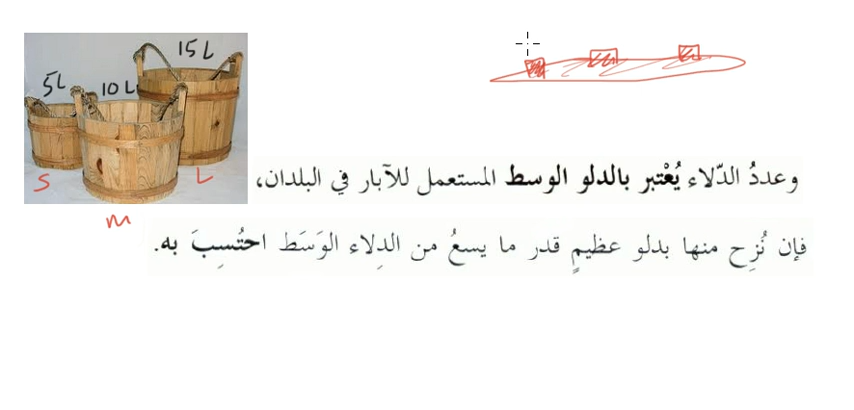 15L
5L
10L
S
L
M
وعددُ الدّلاء يُعْتبر بالدلو الوسط المستعمل للآبار في البلدان،
فإن نُزِح منها بدلو عظيمٍ قدر ما يسعُ من الدِلاء الوَسَط احتُسِبَ به.